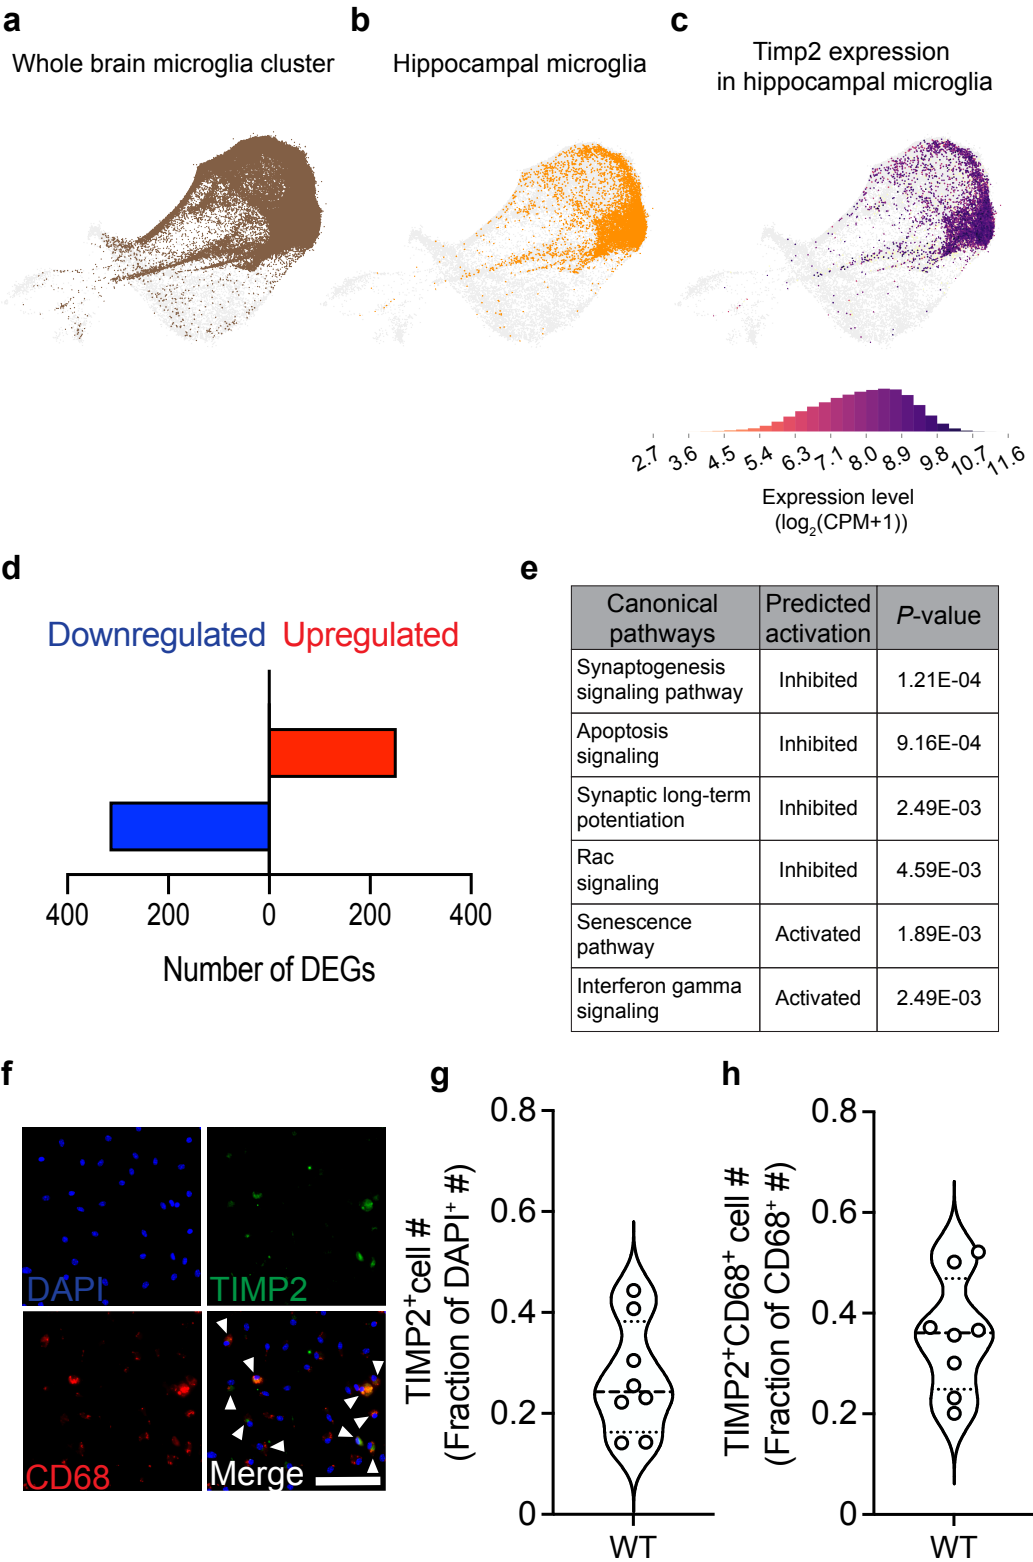 a
Whole brain microglia cluster
b
Hippocampal microglia
c
Timp2 expression
in hippocampal microglia
2.7 3.6 4.5 5.4 6.3 7.1 8.0 8.9 9.8 10.7 11.6
Expression level
(log2(CPM+1))
d
Downregulated Upregulated
400 200 0 200 400
Number of DEGs
e
Canonical pathways Predicted activation P-value
Synaptogenesis signaling pathway Inhibited 1.21E-04
Apoptosis signaling Inhibited 9.16E-04
Synaptic long-term potentiation Inhibited 2.49E-03
Rac signaling Inhibited 4.59E-03
Senescence pathway Activated 1.89E-03
Interferon gamma signaling Activated 2.49E-03
f
DAPI
TIMP2
CD68
Merge
g
TIMP2+cell #
(Fraction of DAPI+ #)
0.8
0.6
0.4
0.2
0
WT
h
TIMP2+CD68+ cell #
(Fraction of CD68+ #)
0.8
0.6
0.4
0.2
0
WT